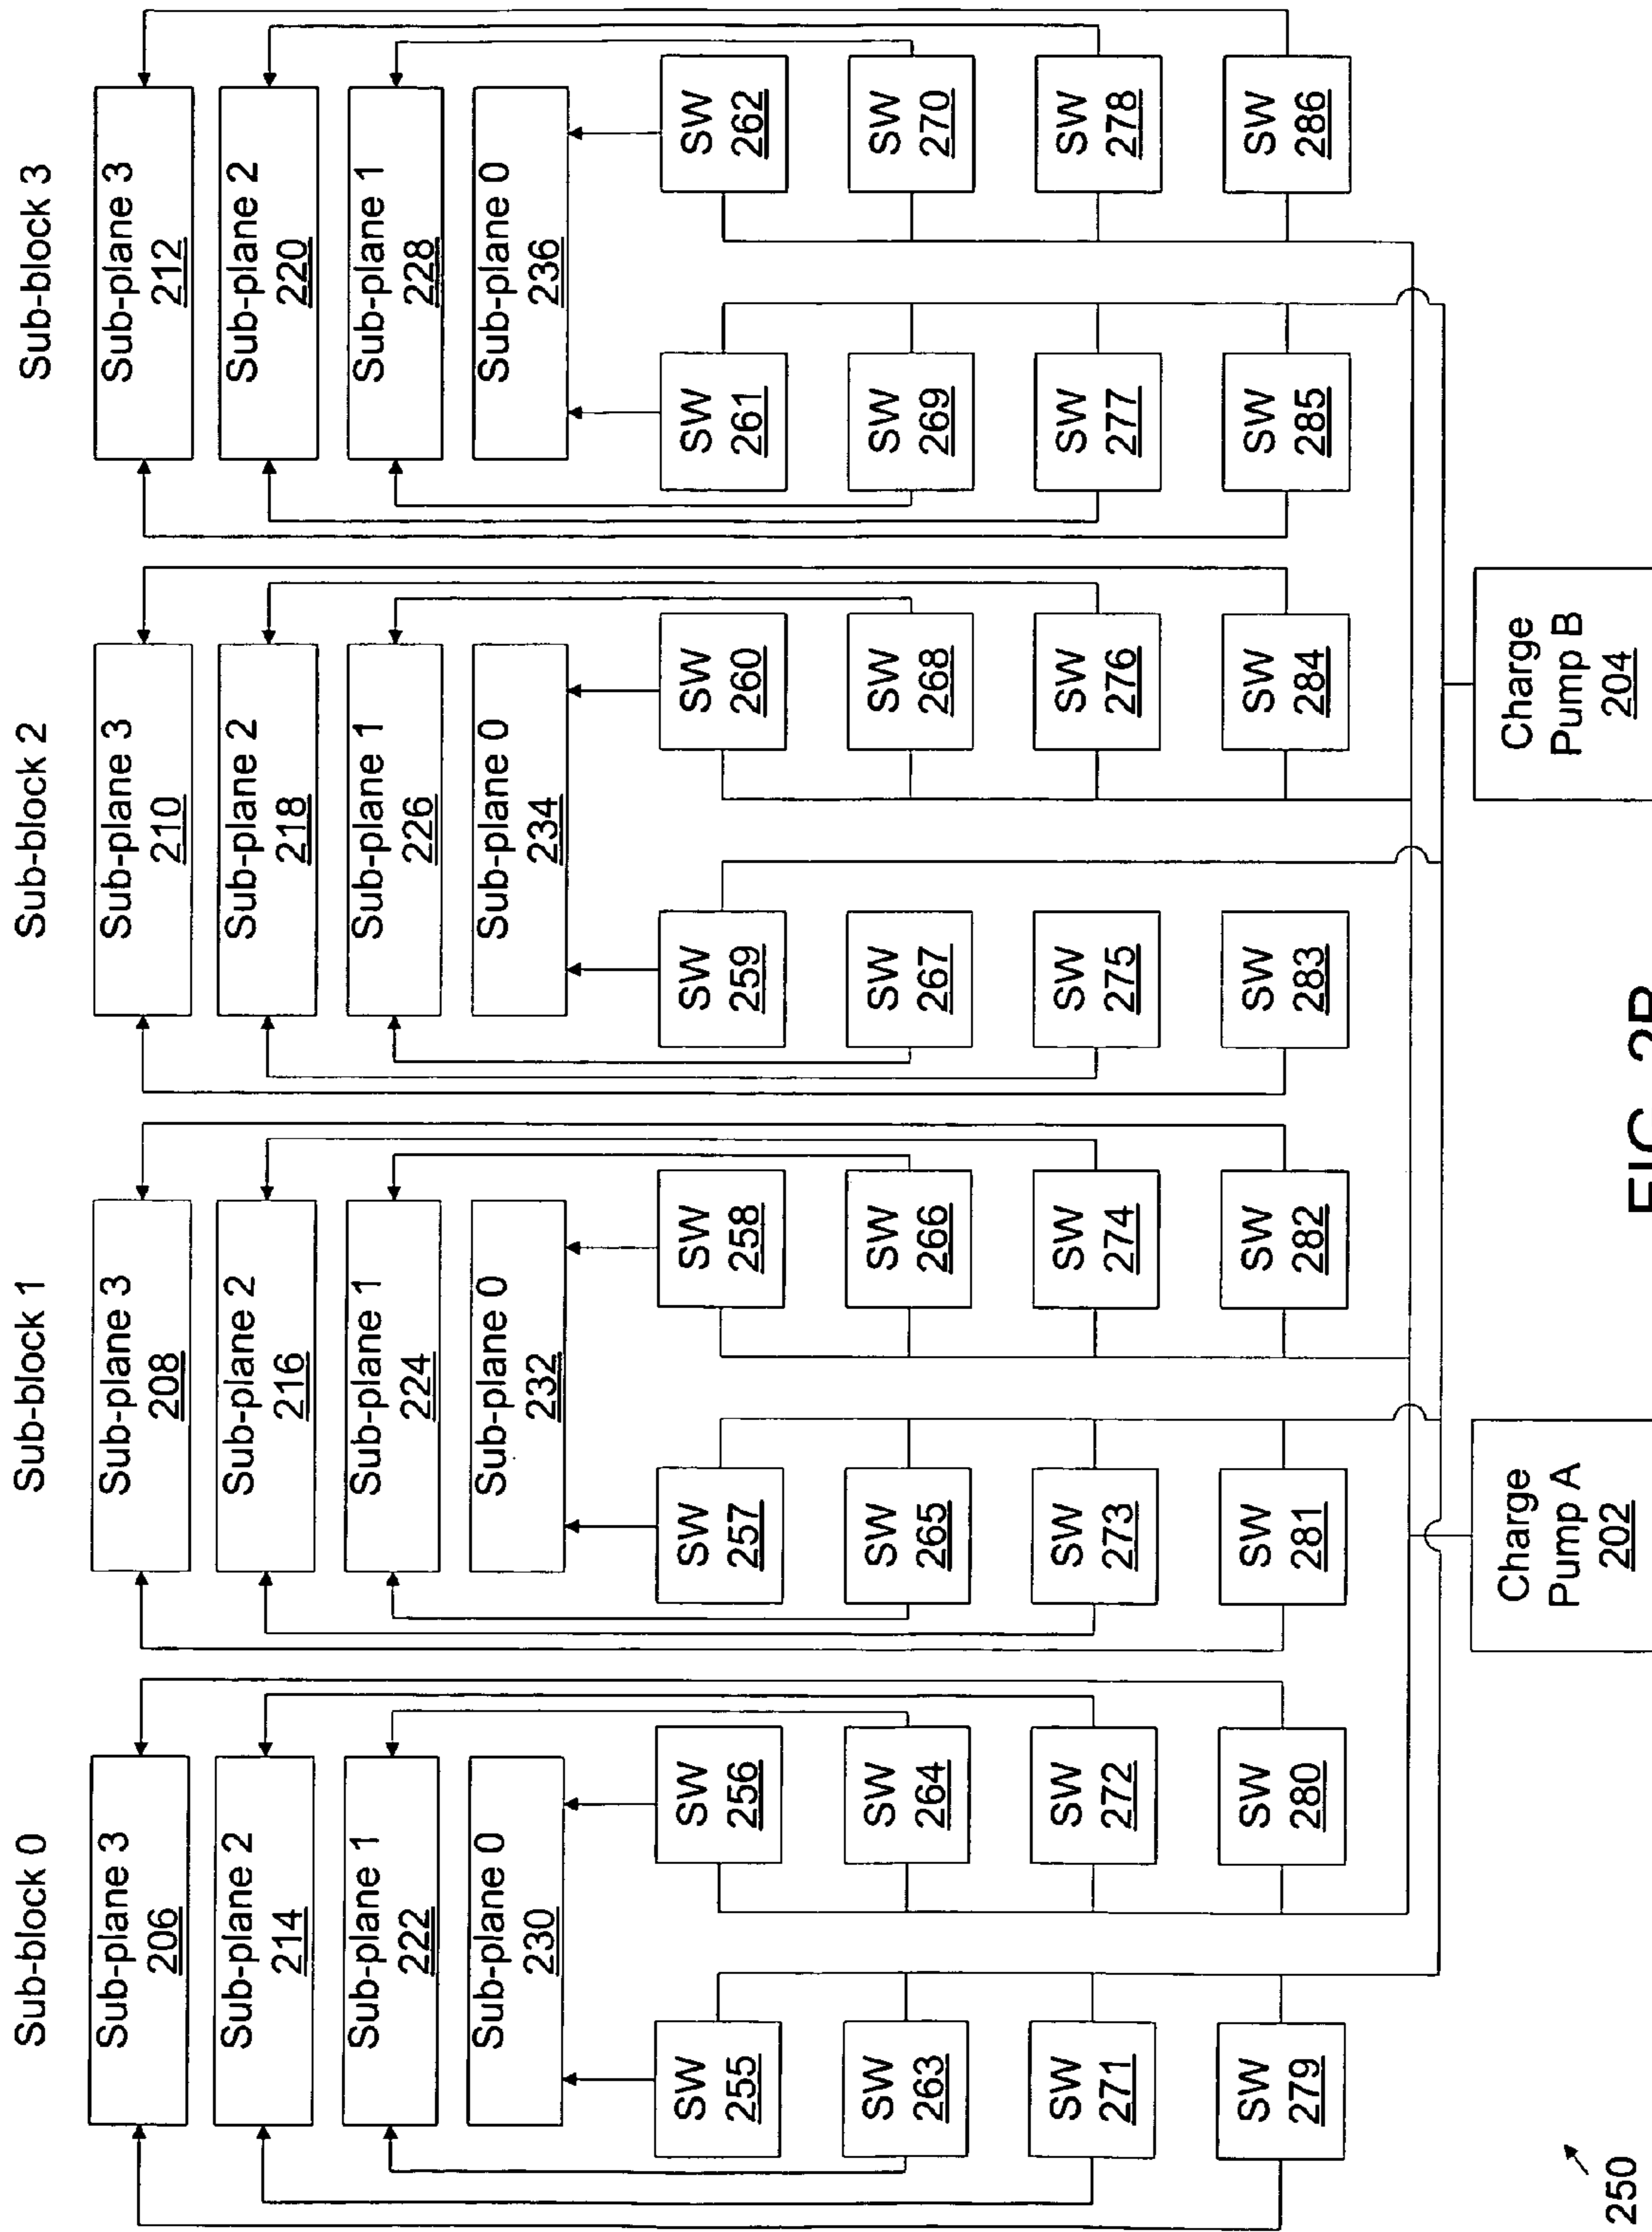 Sub-block 0
Sub-block 1
Sub-block 2
Sub-block 3
Sub-plane 3
206
Sub-plane 3
208
Sub-plane 3
210
Sub-plane 3
212
Sub-plane 2
214
Sub-plane 2
216
Sub-plane 2
218
Sub-plane 2
220
Sub-plane 1
222
Sub-plane 1
224
Sub-plane 1
226
Sub-plane 1
228
Sub-plane 0
230
Sub-plane 0
232
Sub-plane 0
234
Sub-plane 0
236
SW
255
SW
256
SW
257
SW
258
SW
259
SW
260
SW
261
SW
262
SW
263
SW
264
SW
265
SW
266
SW
267
SW
268
SW
269
SW
270
SW
271
SW
272
SW
273
SW
274
SW
275
SW
276
SW
277
SW
278
SW
279
SW
280
SW
281
SW
282
SW
283
SW
284
SW
285
SW
286
Charge
Pump A
202
Charge
Pump B
204
250